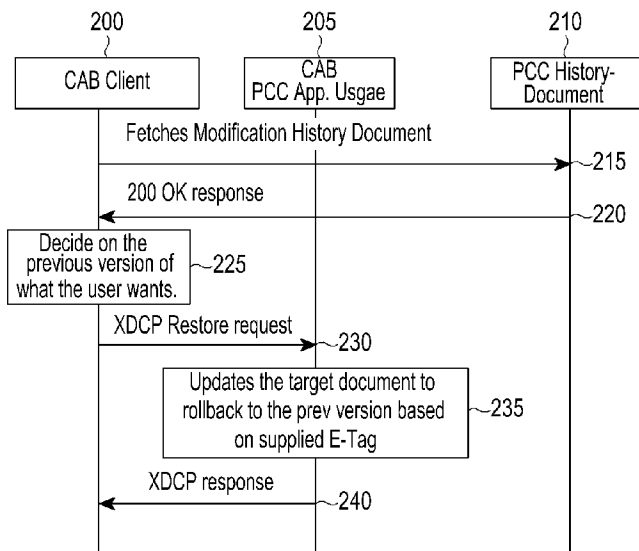 200
205
210
CAB Client
CAB
PCC App. Usgae
PCC History-
Document
Fetches Modification History Document
215
200 OK response
220
Decide on the
previous version of
what the user wants.
225
XDCP Restore request
230
Updates the target document to
rollback to the prev version based
on supplied E-Tag
235
XDCP response
240